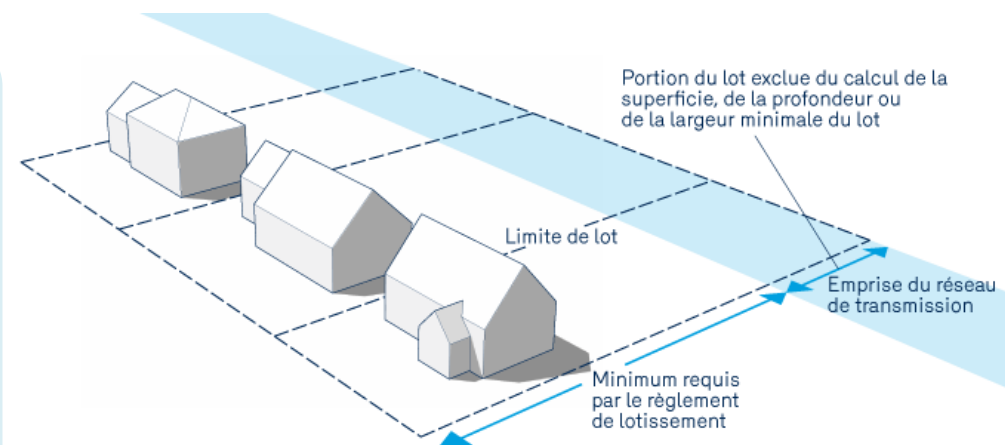 Portion du lot exclue du calcul de la
superficie, de la profondeur ou
de la largeur minimale du lot
Limite de lot
Emprise du réseau
de transmission
Minimum requis
par le règlement
de lotissement